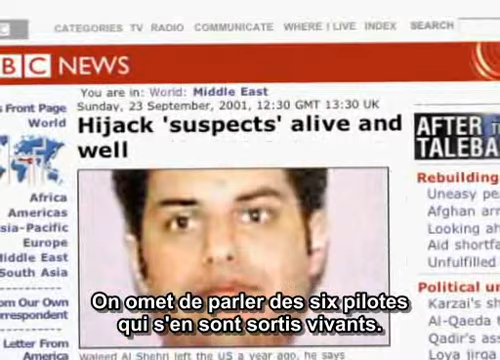 CATEGORIES TV RADIO COMMUNICATE WHERE I LIVE INDEX SEARCH
BBC NEWS
You are in: World: Middle East
Sunday, 23 September, 2001, 12:30 GMT 13:30 UK
Hijack 'suspects' alive and
well
Front Page
World
Africa
Americas
Asia-Pacific
Europe
Middle East
South Asia
From Our Own
Correspondent
Letter From
America
AFTER
TALEBA
Rebuilding
Uneasy pe
Afghan arr
Looking ah
Aid shortfa
Unfulfilled
Political ur
Karzai's sh
Al-Qaeda t
Qadir's ass
Loya jirga
On omet de parler des six pilotes
qui s'en sont sortis vivants.
Waleed Al Shehri left the US a year ago, he says